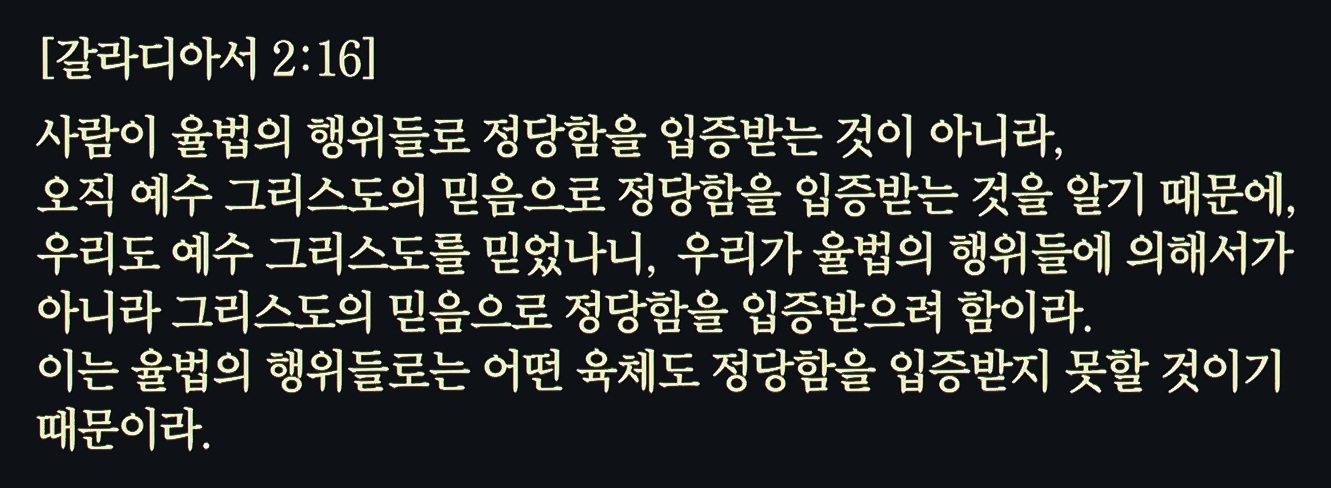 [갈라디아서 2:16]
사람이 율법의 행위들로 정당함을 입증받는 것이 아니라,
오직 예수 그리스도의 믿음으로 정당함을 입증받는 것을 알기 때문에,
우리도 예수 그리스도를 믿었나니, 우리가 율법의 행위들에 의해서가
아니라 그리스도의 믿음으로 정당함을 입증받으려 함이라.
이는 율법의 행위들로는 어떤 육체도 정당함을 입증받지 못할 것이기
때문이라.